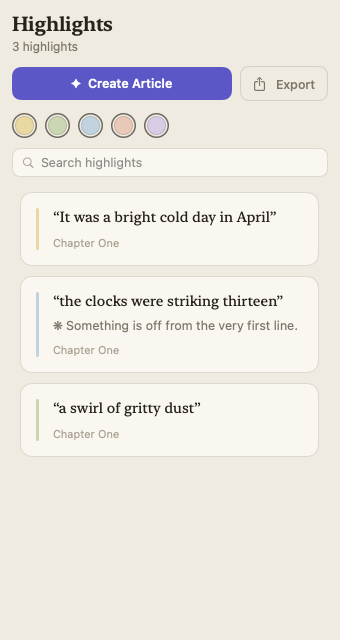 Highlights
3 highlights
✦ Create Article
Export
Search highlights
“It was a bright cold day in April”
Chapter One
“the clocks were striking thirteen”
❋ Something is off from the very first line.
Chapter One
“a swirl of gritty dust”
Chapter One